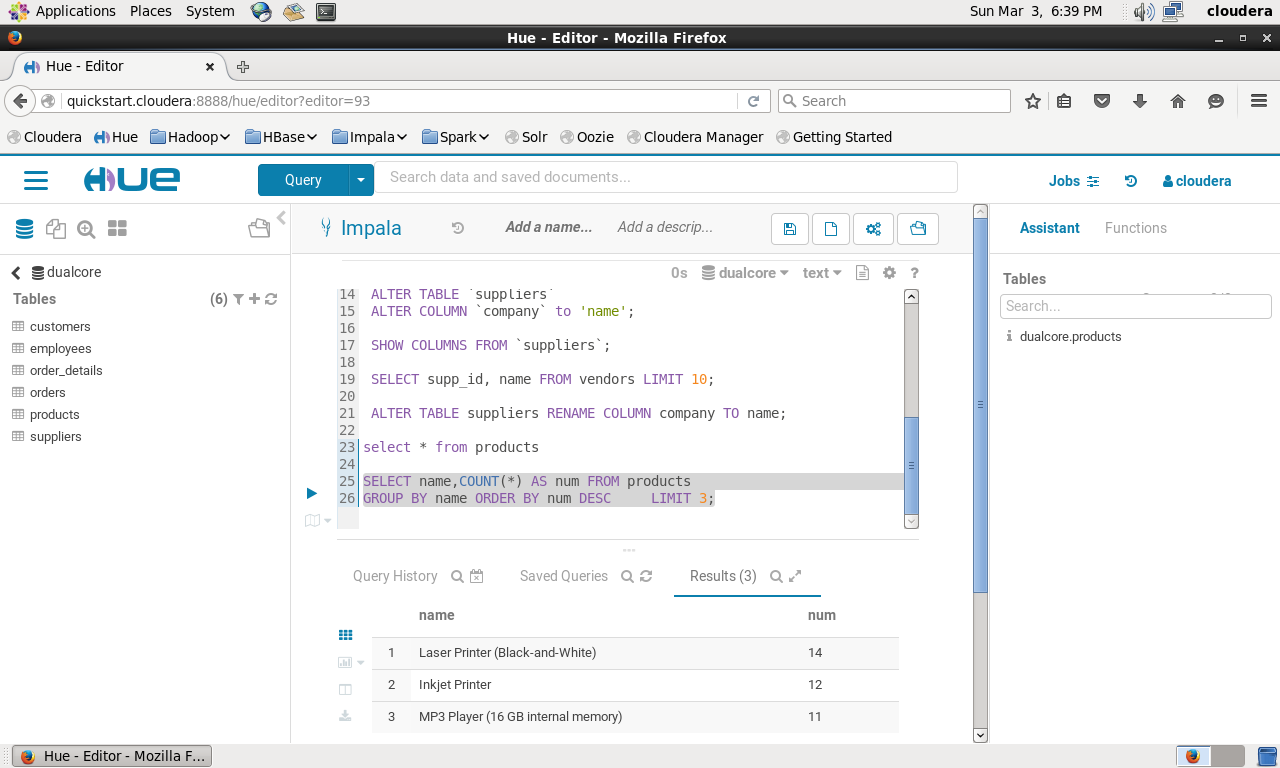 Applications Places System Sun Mar 3, 6:39 PM cloudera
Hue - Editor - Mozilla Firefox
Hue - Editor
quickstart.cloudera:8888/hue/editor?editor=93 Search
Cloudera Hue Hadoop HBase Impala Spark Solr Oozie Cloudera Manager Getting Started
HUE Query Search data and saved documents... Jobs cloudera
Impala Add a name... Add a descrip... Assistant Functions
dualcore 0s dualcore text ?
Tables (6)
customers
employees
order_details
orders
products
suppliers
14 ALTER TABLE `suppliers`
15 ALTER COLUMN `company` to 'name';
16
17 SHOW COLUMNS FROM `suppliers`;
18
19 SELECT supp_id, name FROM vendors LIMIT 10;
20
21 ALTER TABLE suppliers RENAME COLUMN company TO name;
22
23 select * from products
24
25 SELECT name,COUNT(*) AS num FROM products
26 GROUP BY name ORDER BY num DESC     LIMIT 3;
Query History Saved Queries Results (3)
name num
1 Laser Printer (Black-and-White) 14
2 Inkjet Printer 12
3 MP3 Player (16 GB internal memory) 11
Tables
Search...
dualcore.products
Hue - Editor - Mozilla F...